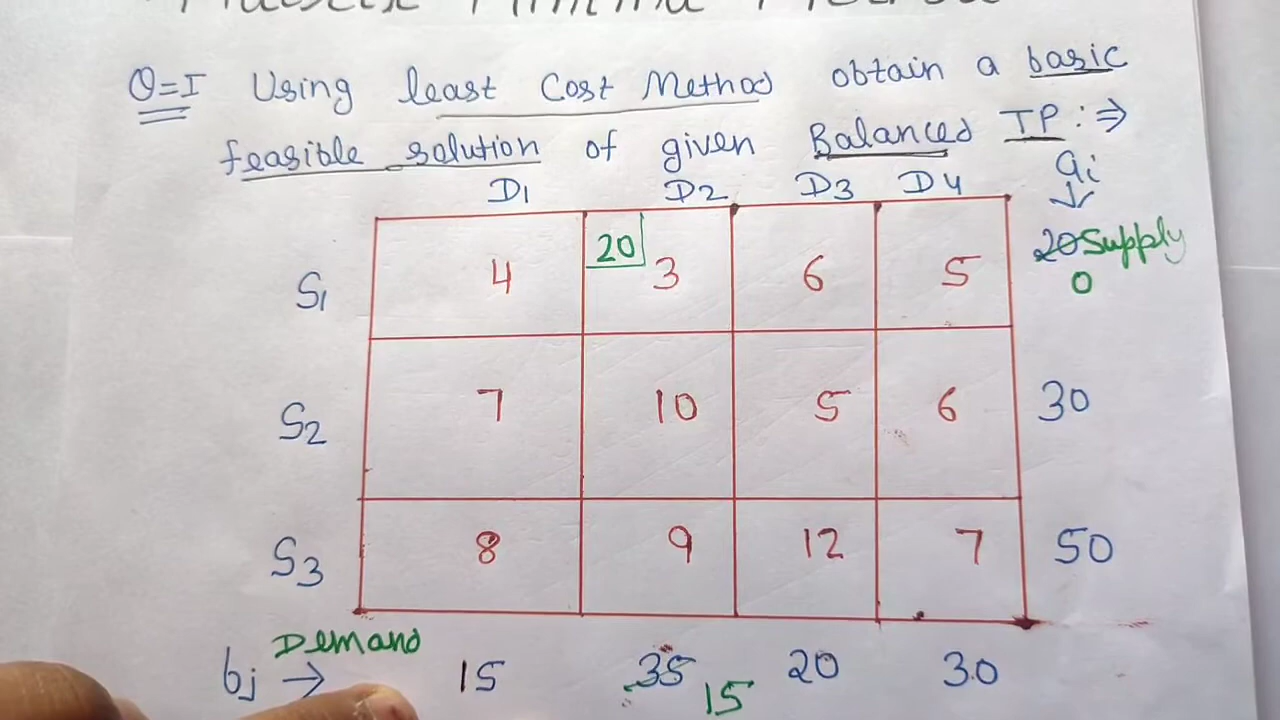 Q=I Using least Cost Method obtain a basic
feasible solution of given Balanced TP :⇒
D1 D2 D3 D4 ai ↓
S1 4 20 3 6 5 20 Supply
0
S2 7 10 5 6 30
S3 8 9 12 7 50
Demand
bj → 15 35 20 30
15